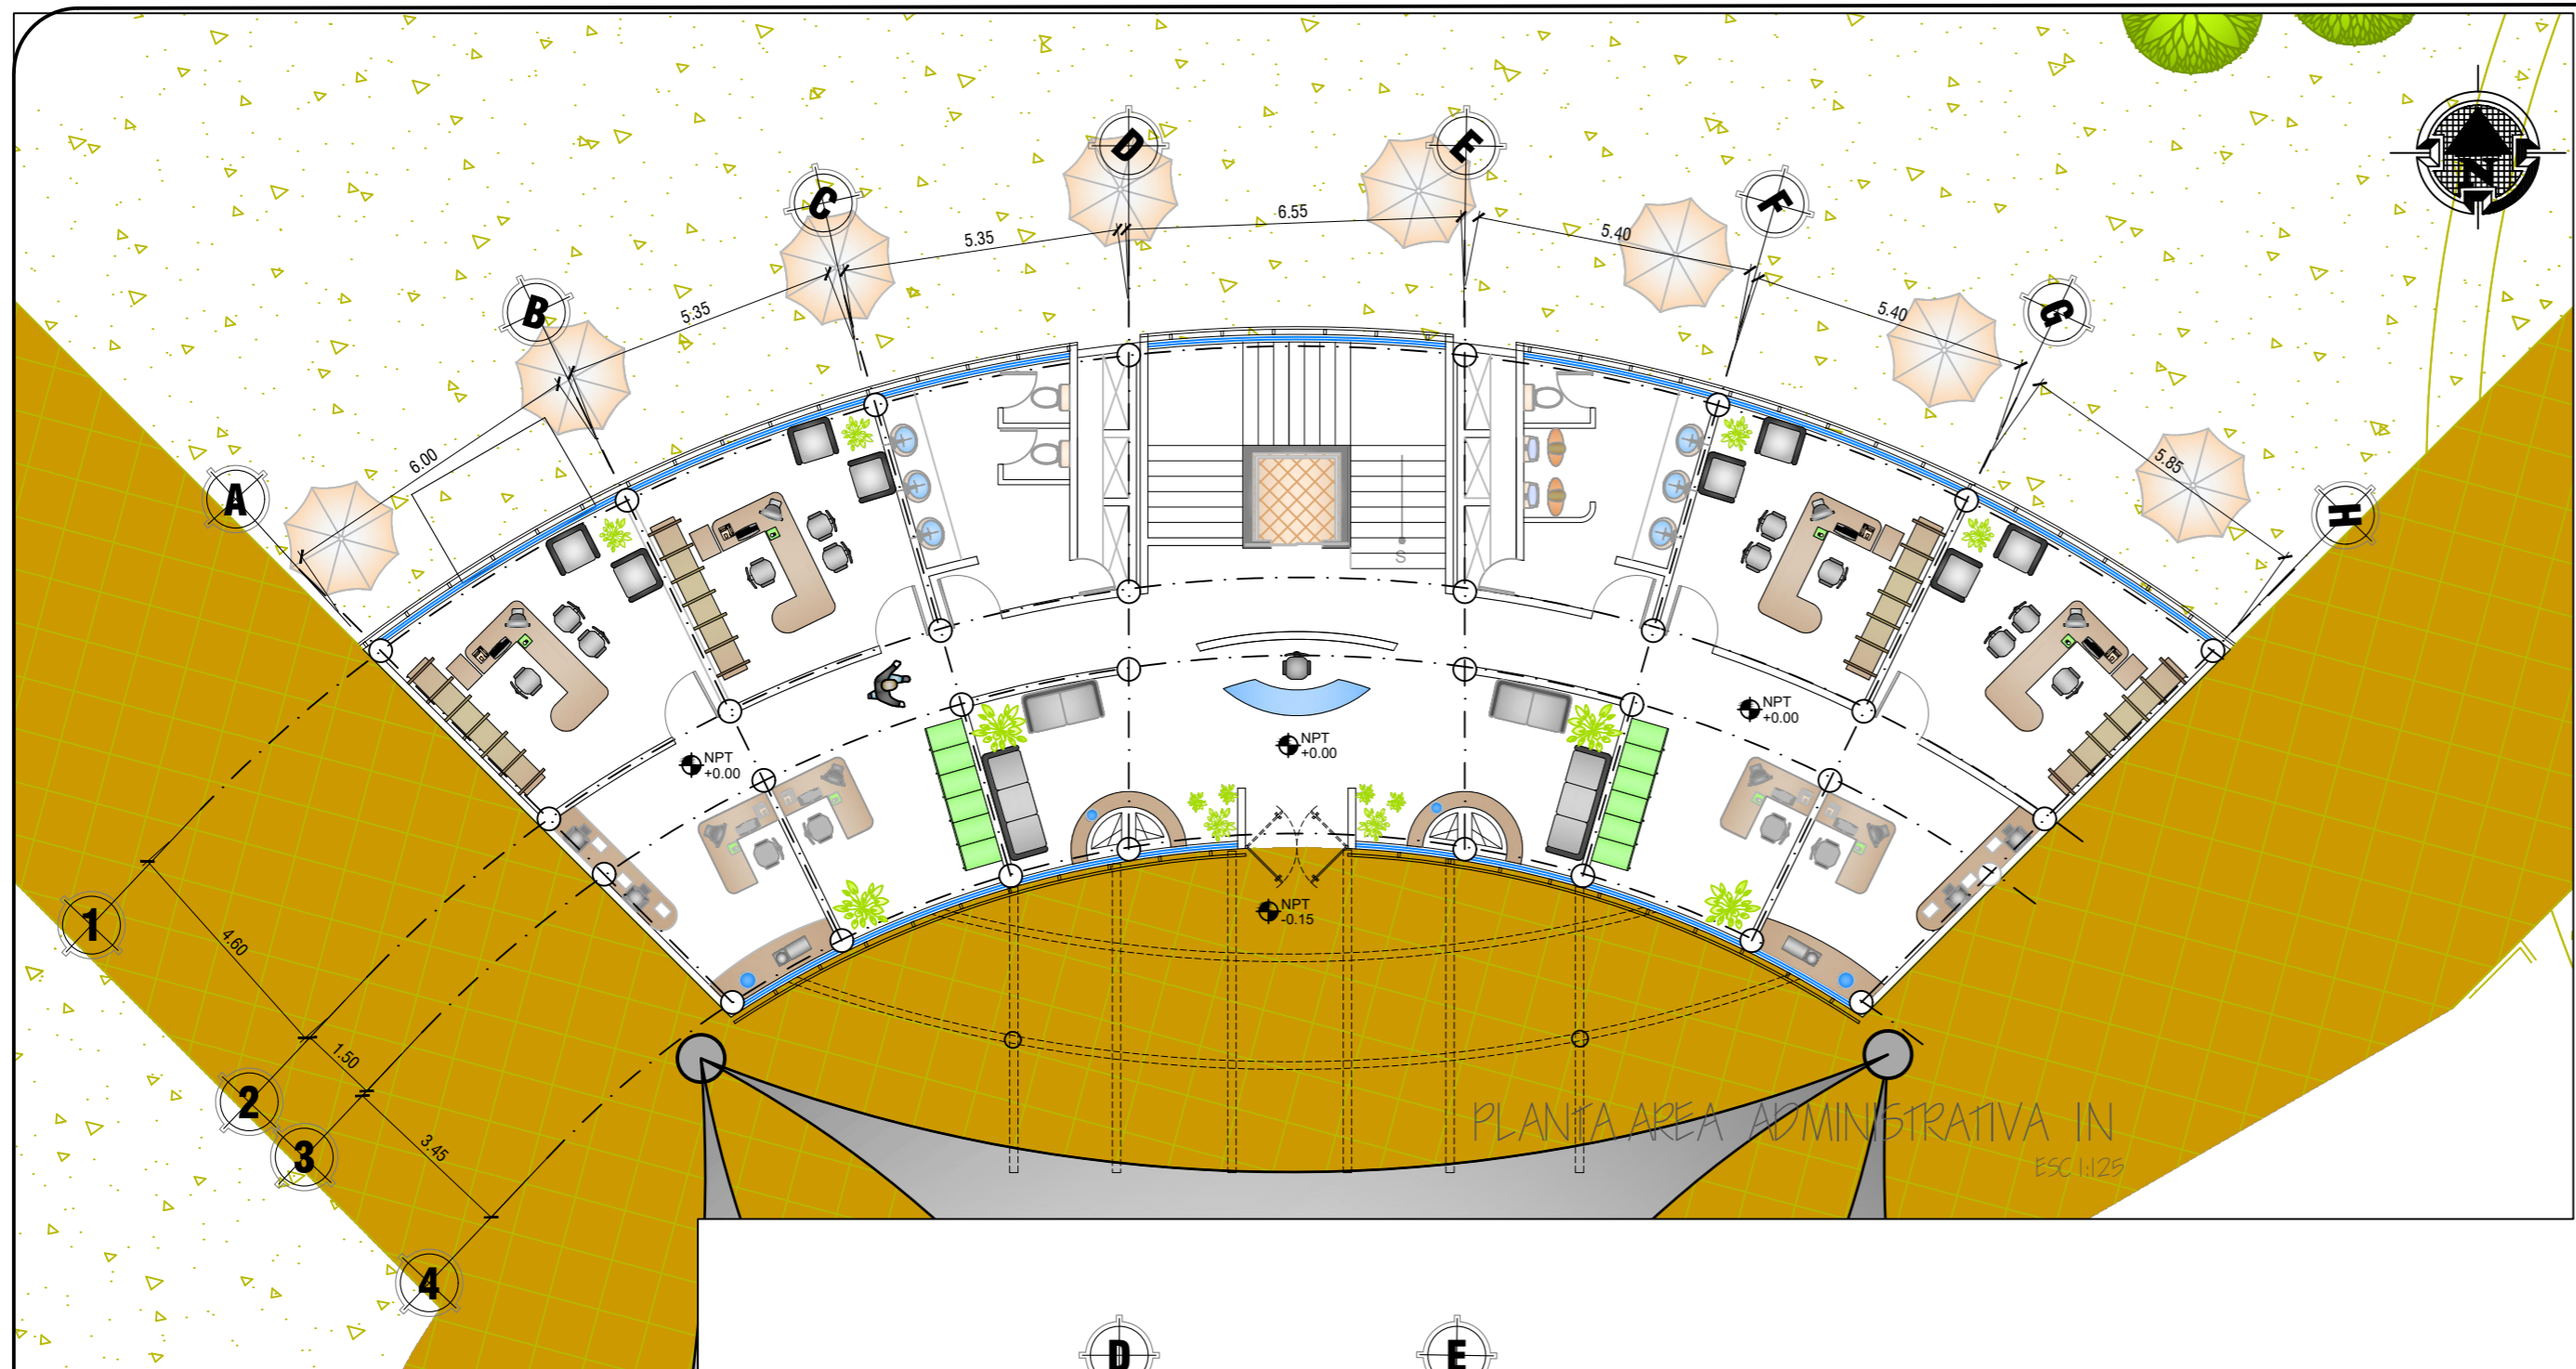 D
E
N
C
F
6.55
5.35
5.40
B
G
5.35
5.40
A
6.00
5.85
H
S
NPT
+0.00
NPT
+0.00
NPT
+0.00
NPT
-0.15
1
4.60
1.50
2
3
3.45
4
PLANTA AREA ADMINISTRATIVA IN
ESC 1:125
D
E